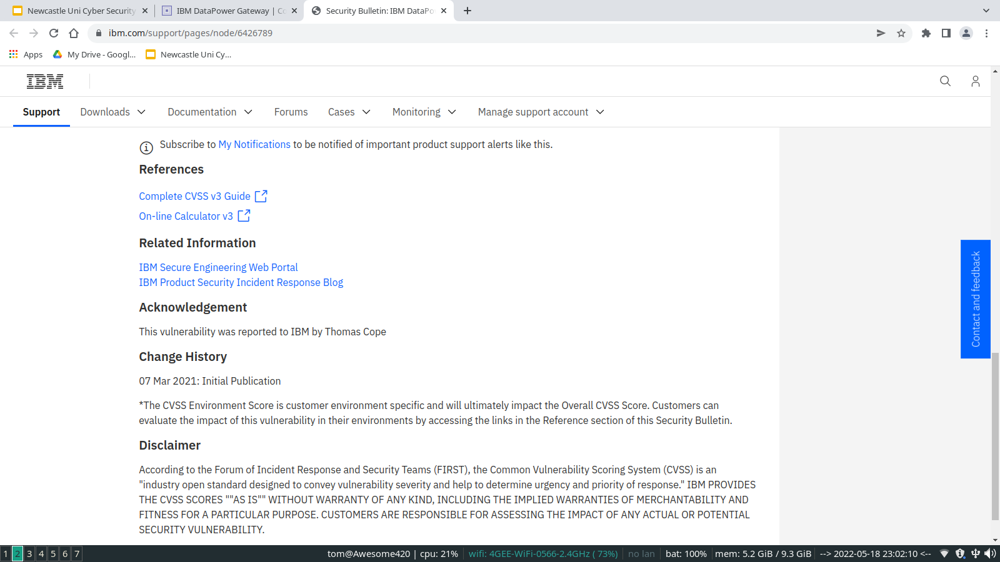 Newcastle Uni Cyber Security
IBM DataPower Gateway | Co
Security Bulletin: IBM DataPo
ibm.com/support/pages/node/6426789
Apps
My Drive - Googl...
Newcastle Uni Cy...
IBM
Support
Downloads
Documentation
Forums
Cases
Monitoring
Manage support account
Subscribe to My Notifications to be notified of important product support alerts like this.
References
Complete CVSS v3 Guide
On-line Calculator v3
Related Information
IBM Secure Engineering Web Portal
IBM Product Security Incident Response Blog
Acknowledgement
This vulnerability was reported to IBM by Thomas Cope
Change History
07 Mar 2021: Initial Publication
*The CVSS Environment Score is customer environment specific and will ultimately impact the Overall CVSS Score. Customers can
evaluate the impact of this vulnerability in their environments by accessing the links in the Reference section of this Security Bulletin.
Disclaimer
According to the Forum of Incident Response and Security Teams (FIRST), the Common Vulnerability Scoring System (CVSS) is an
"industry open standard designed to convey vulnerability severity and help to determine urgency and priority of response." IBM PROVIDES
THE CVSS SCORES ""AS IS"" WITHOUT WARRANTY OF ANY KIND, INCLUDING THE IMPLIED WARRANTIES OF MERCHANTABILITY AND
FITNESS FOR A PARTICULAR PURPOSE. CUSTOMERS ARE RESPONSIBLE FOR ASSESSING THE IMPACT OF ANY ACTUAL OR POTENTIAL
SECURITY VULNERABILITY.
Contact and feedback
1 2 3 4 5 6 7
tom@Awesome420 | cpu: 21% | wifi: 4GEE-WiFi-0566-2.4GHz ( 73%) | no lan | bat: 100% | mem: 5.2 GiB / 9.3 GiB | --> 2022-05-18 23:02:10 <--